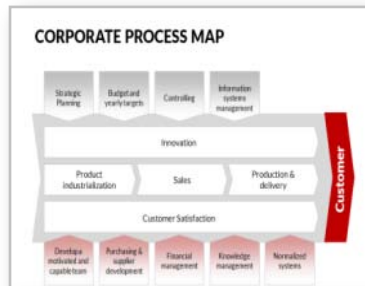 CORPORATE PROCESS MAP
Strategic
Planning
Budget and
yearly targets
Controlling
Information
systems
management
Innovation
Product
industrialization
Sales
Production &
delivery
Customer Satisfaction
Customer
Develop a
motivated and
capable team
Purchasing &
supplier
development
Financial
management
Knowledge
management
Normalized
systems